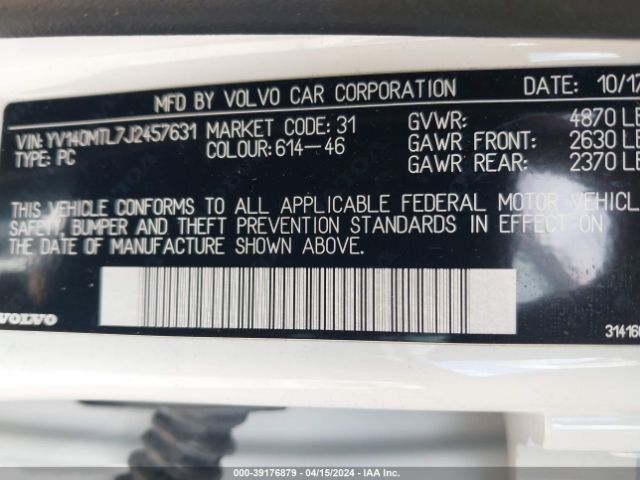 MFD BY VOLVO CAR CORPORATION DATE: 10/17
VIN: YV140MTL7J2457631 MARKET CODE: 31 GVWR: 4870 LB
TYPE: PC COLOUR: 614-46 GAWR FRONT: 2630 LB
GAWR REAR: 2370 LB
THIS VEHICLE CONFORMS TO ALL APPLICABLE FEDERAL MOTOR VEHICLE
SAFETY, BUMPER AND THEFT PREVENTION STANDARDS IN EFFECT ON
THE DATE OF MANUFACTURE SHOWN ABOVE.
VOLVO
000-39176879 - 04/15/2024 - IAA Inc.